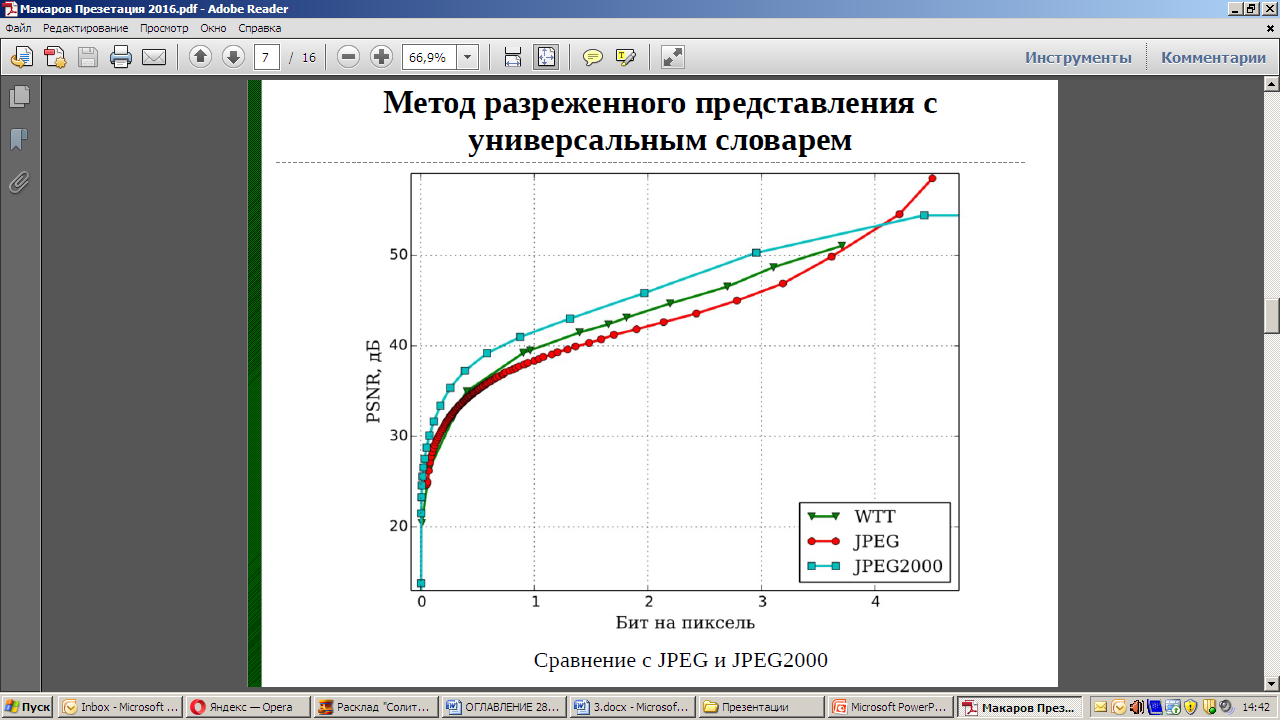 Макаров Презетация 2016.pdf - Adobe Reader
Файл Редактирование Просмотр Окно Справка
7 / 16 66,9% Инструменты Комментарии
Метод разреженного представления с
универсальным словарем
50
40
30
20
PSNR, дБ
WTT
JPEG
JPEG2000
0 1 2 3 4
Бит на пиксель
Сравнение с JPEG и JPEG2000
Пуск Inbox - Microsoft ... Яндекс — Opera Расклад "Солит... ОГЛАВЛЕНИЕ 28... 3.docx - Microsof... Презентации Microsoft PowerP... Макаров През... 14:42